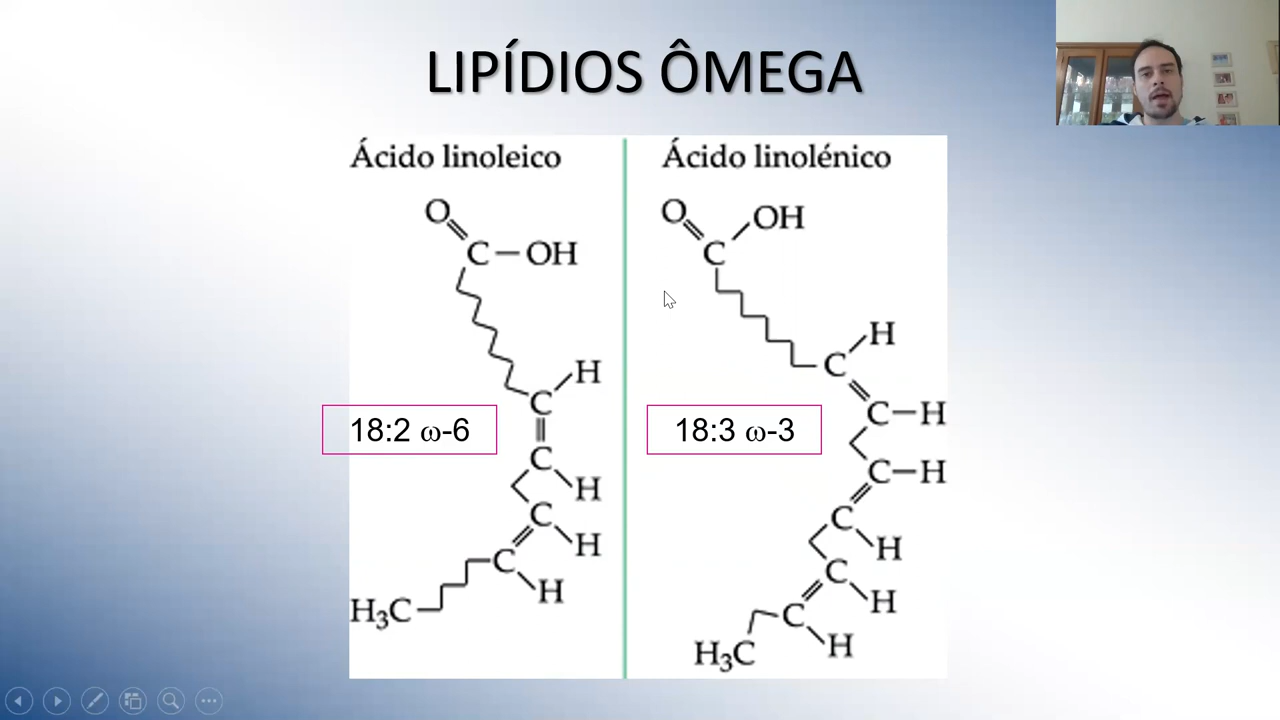 LIPÍDIOS ÔMEGA
Ácido linoleico
O
C OH
H
C
18:2 ω-6
C
H
C
H
C
H
H₃C
Ácido linolénico
O
OH
C
H
C
18:3 ω-3
C H
C H
C
H
C
H
C
H
H₃C